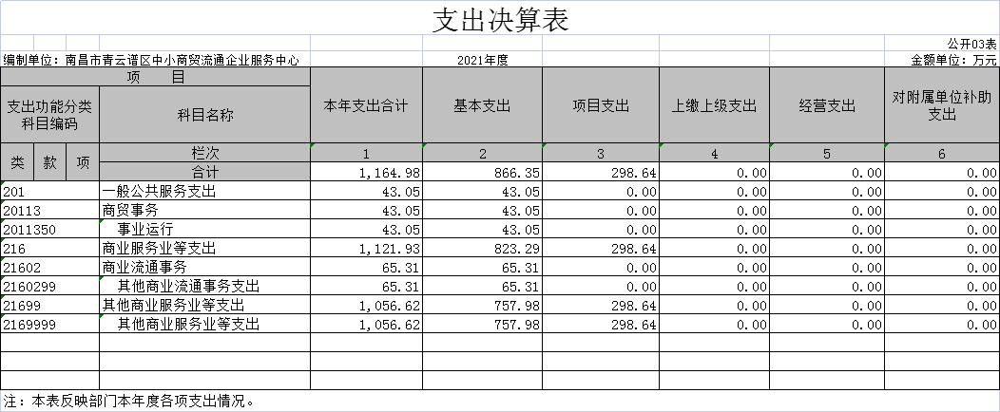 支出决算表
公开03表
编制单位：南昌市青云谱区中小商贸流通企业服务中心 2021年度 金额单位：万元
项 目 本年支出合计 基本支出 项目支出 上缴上级支出 经营支出 对附属单位补助支出
支出功能分类科目编码 科目名称
类 款 项 栏次 1 2 3 4 5 6
合计 1,164.98 866.35 298.64 0.00 0.00 0.00
201 一般公共服务支出 43.05 43.05 0.00 0.00 0.00 0.00
20113 商贸事务 43.05 43.05 0.00 0.00 0.00 0.00
2011350 事业运行 43.05 43.05 0.00 0.00 0.00 0.00
216 商业服务业等支出 1,121.93 823.29 298.64 0.00 0.00 0.00
21602 商业流通事务 65.31 65.31 0.00 0.00 0.00 0.00
2160299 其他商业流通事务支出 65.31 65.31 0.00 0.00 0.00 0.00
21699 其他商业服务业等支出 1,056.62 757.98 298.64 0.00 0.00 0.00
2169999 其他商业服务业等支出 1,056.62 757.98 298.64 0.00 0.00 0.00
注：本表反映部门本年度各项支出情况。